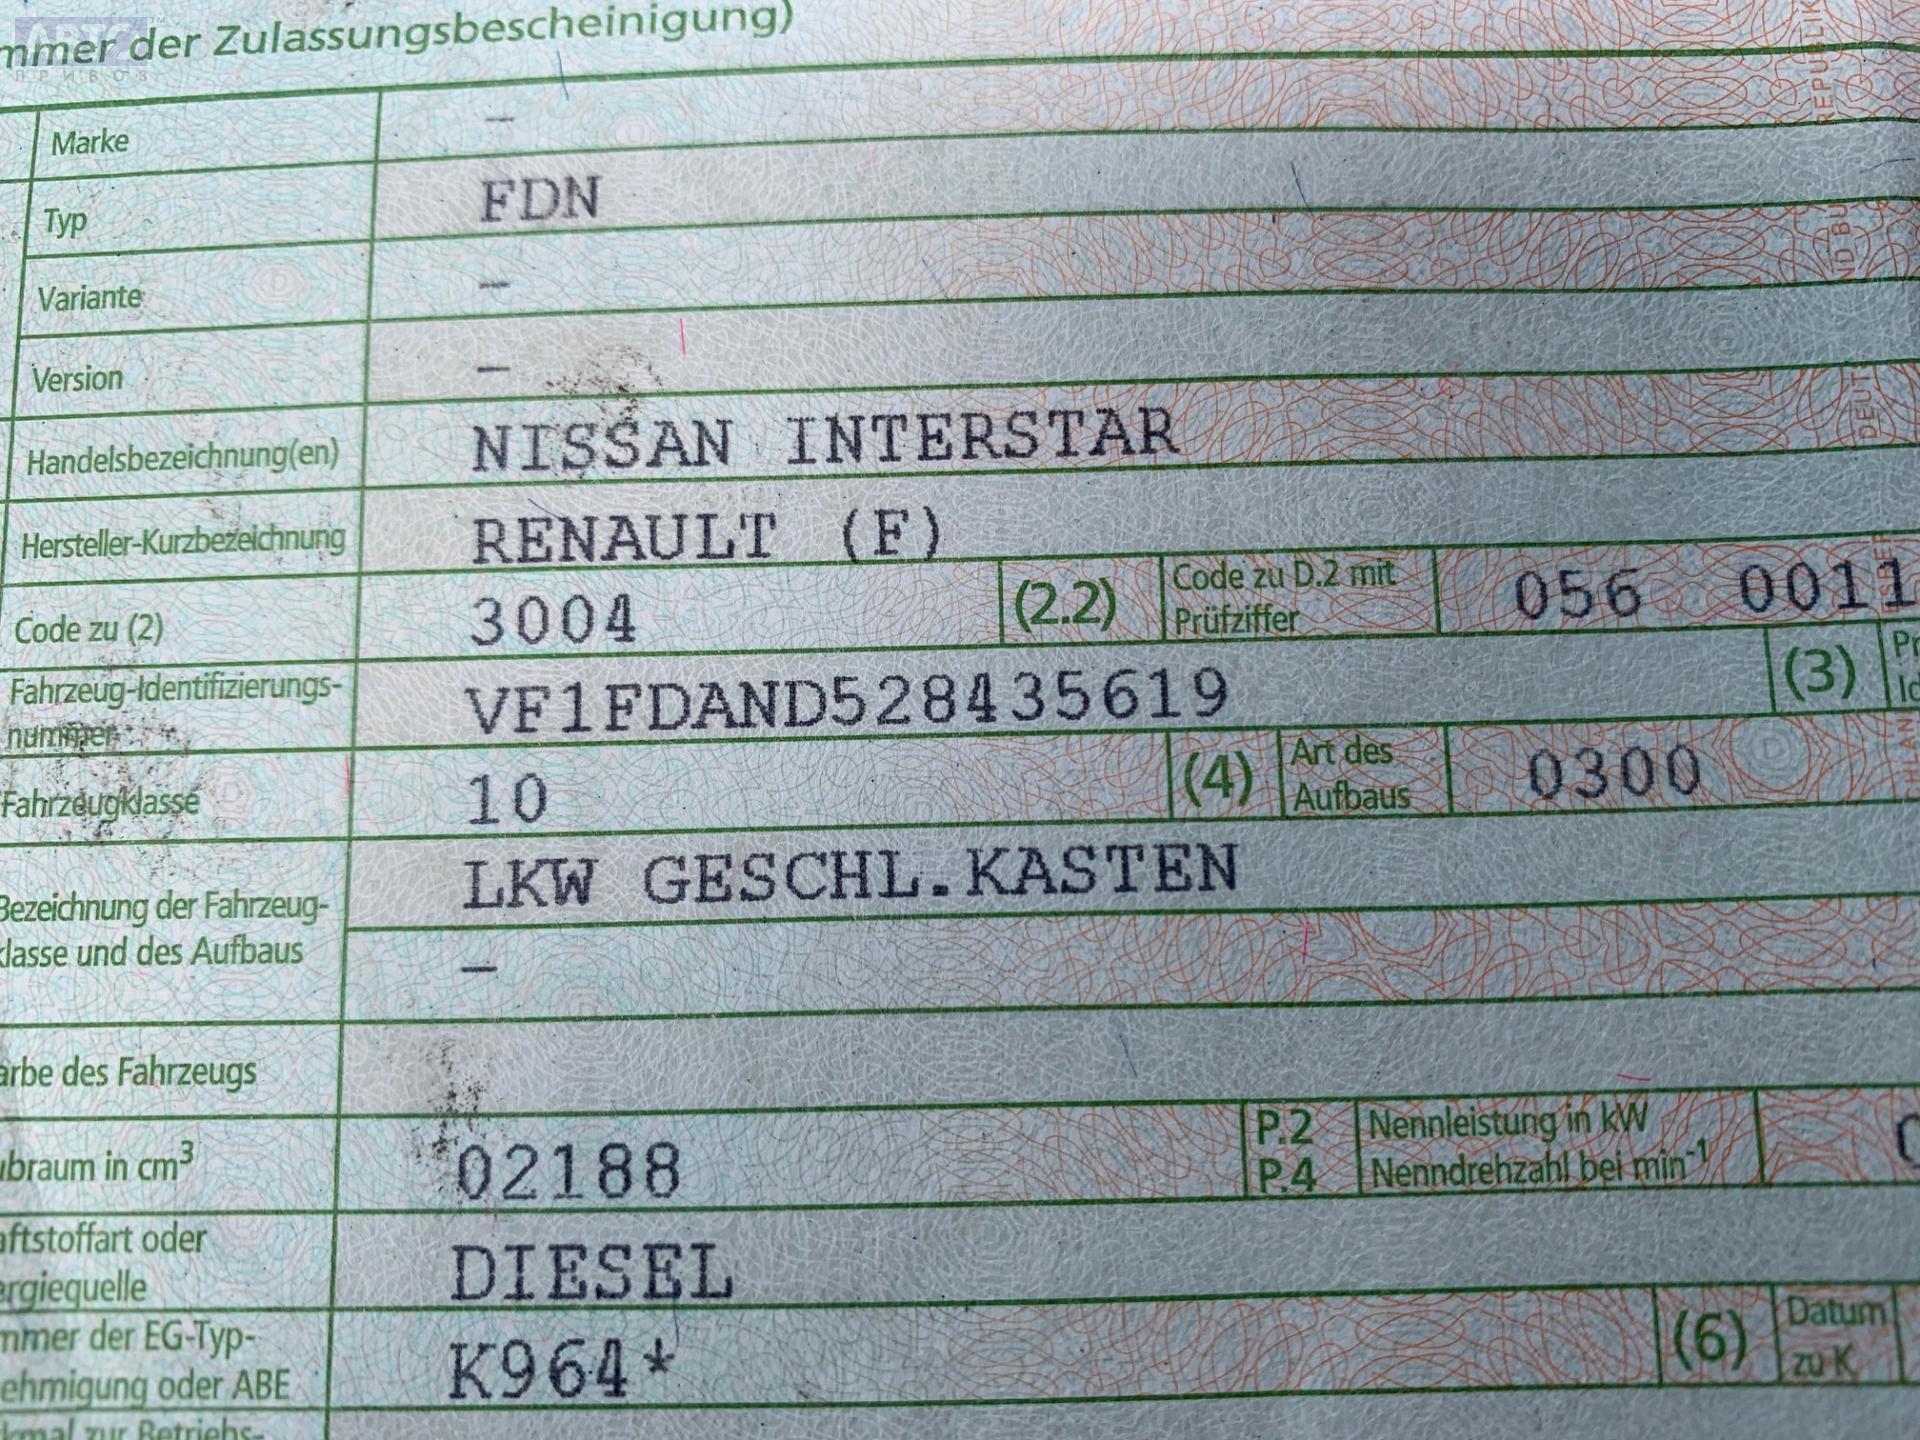 mmer der Zulassungsbescheinigung)
ПРИВОЗ
Marke –
Typ FDN
Variante –
Version –
Handelsbezeichnung(en) NISSAN INTERSTAR
Hersteller-Kurzbezeichnung RENAULT (F)
Code zu (2) 3004 (2.2) Code zu D.2 mit Prüfziffer 056 0011
Fahrzeug-Identifizierungs-
nummer VF1FDAND528435619 (3)
Fahrzeugklasse 10 (4) Art des Aufbaus 0300
Bezeichnung der Fahrzeug-
klasse und des Aufbaus LKW GESCHL.KASTEN
–
arbe des Fahrzeugs
ubraum in cm³ 02188 P.2 Nennleistung in kW
P.4 Nenndrehzahl bei min⁻¹
aftstoffart oder
ergiequelle DIESEL
mmer der EG-Typ-
ehmigung oder ABE K964* (6) Datum zu K
kmal zur Betriebs-